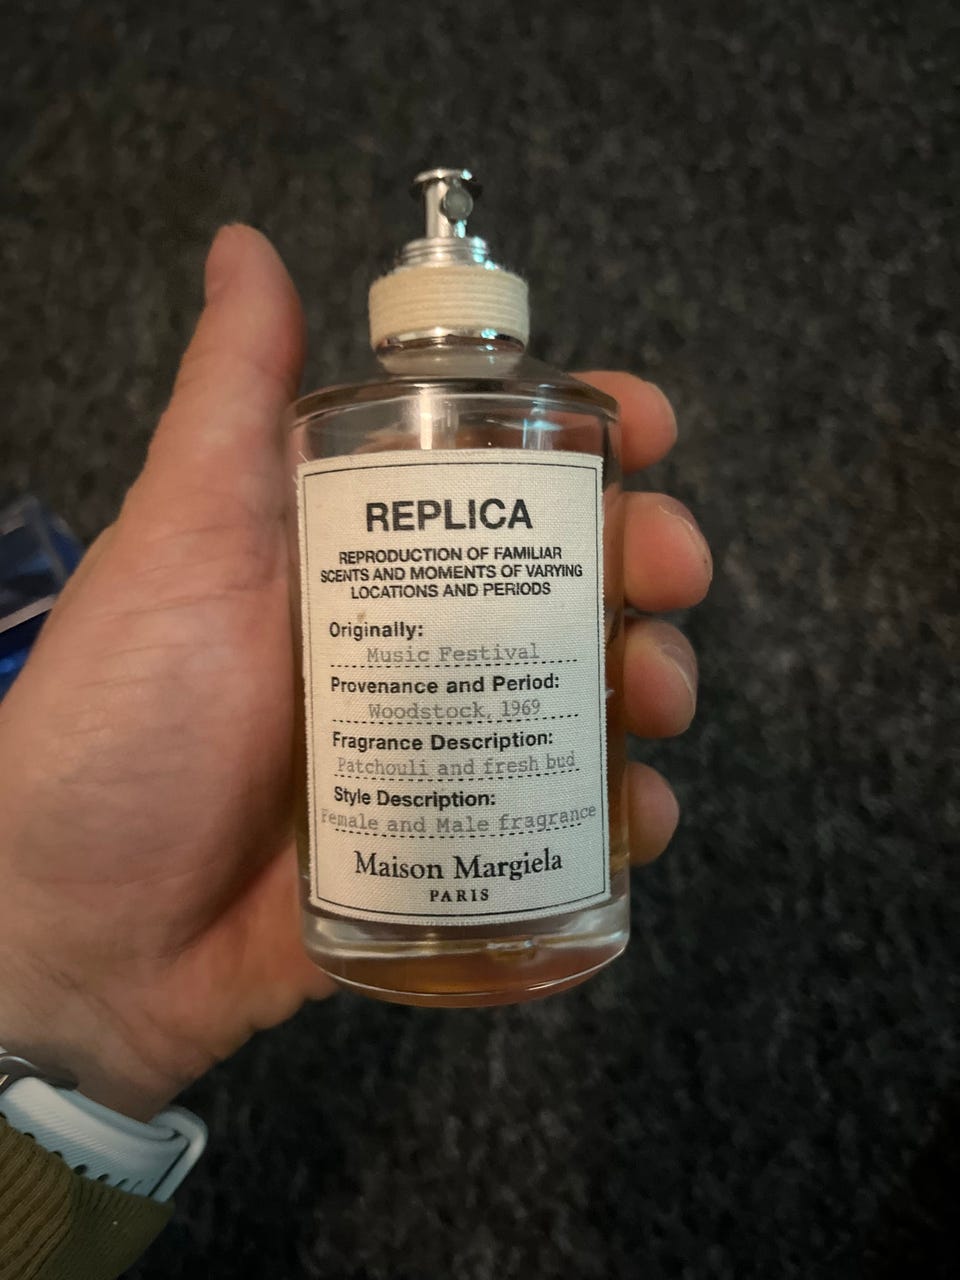 REPLICA
REPRODUCTION OF FAMILIAR
SCENTS AND MOMENTS OF VARYING
LOCATIONS AND PERIODS
Originally:
Music Festival
Provenance and Period:
Woodstock, 1969
Fragrance Description:
Patchouli and fresh bud
Style Description:
Female and Male fragrance
Maison Margiela
PARIS